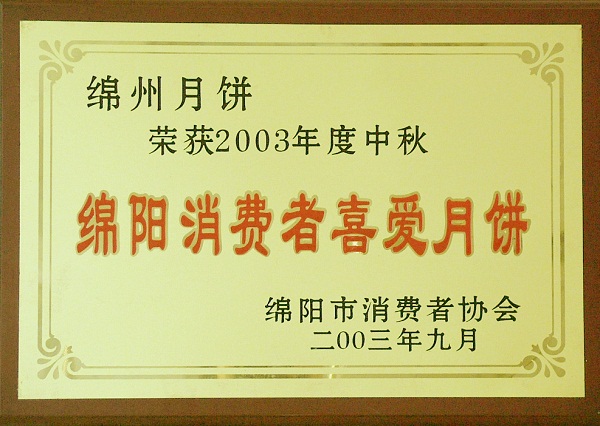 绵州月饼
荣获2003年度中秋
绵阳消费者喜爱月饼
绵阳市消费者协会
二00三年九月